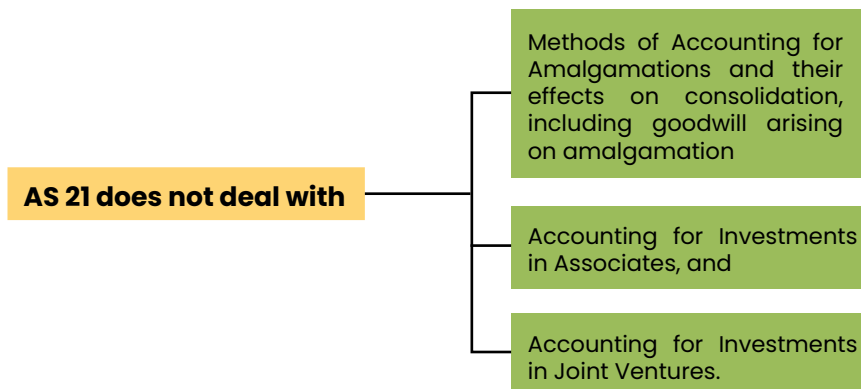 AS 21 does not deal with
Methods of Accounting for
Amalgamations and their
effects on consolidation,
including goodwill arising
on amalgamation
Accounting for Investments
in Associates, and
Accounting for Investments
in Joint Ventures.